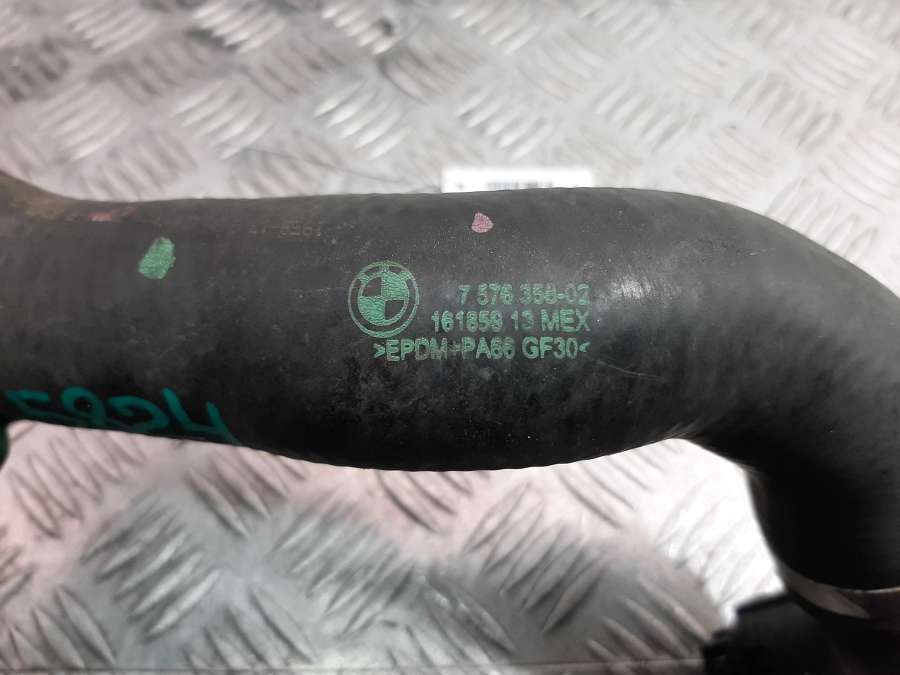 7 576 358-02
161859 13 MEX
>EPDM+PA66 GF30<